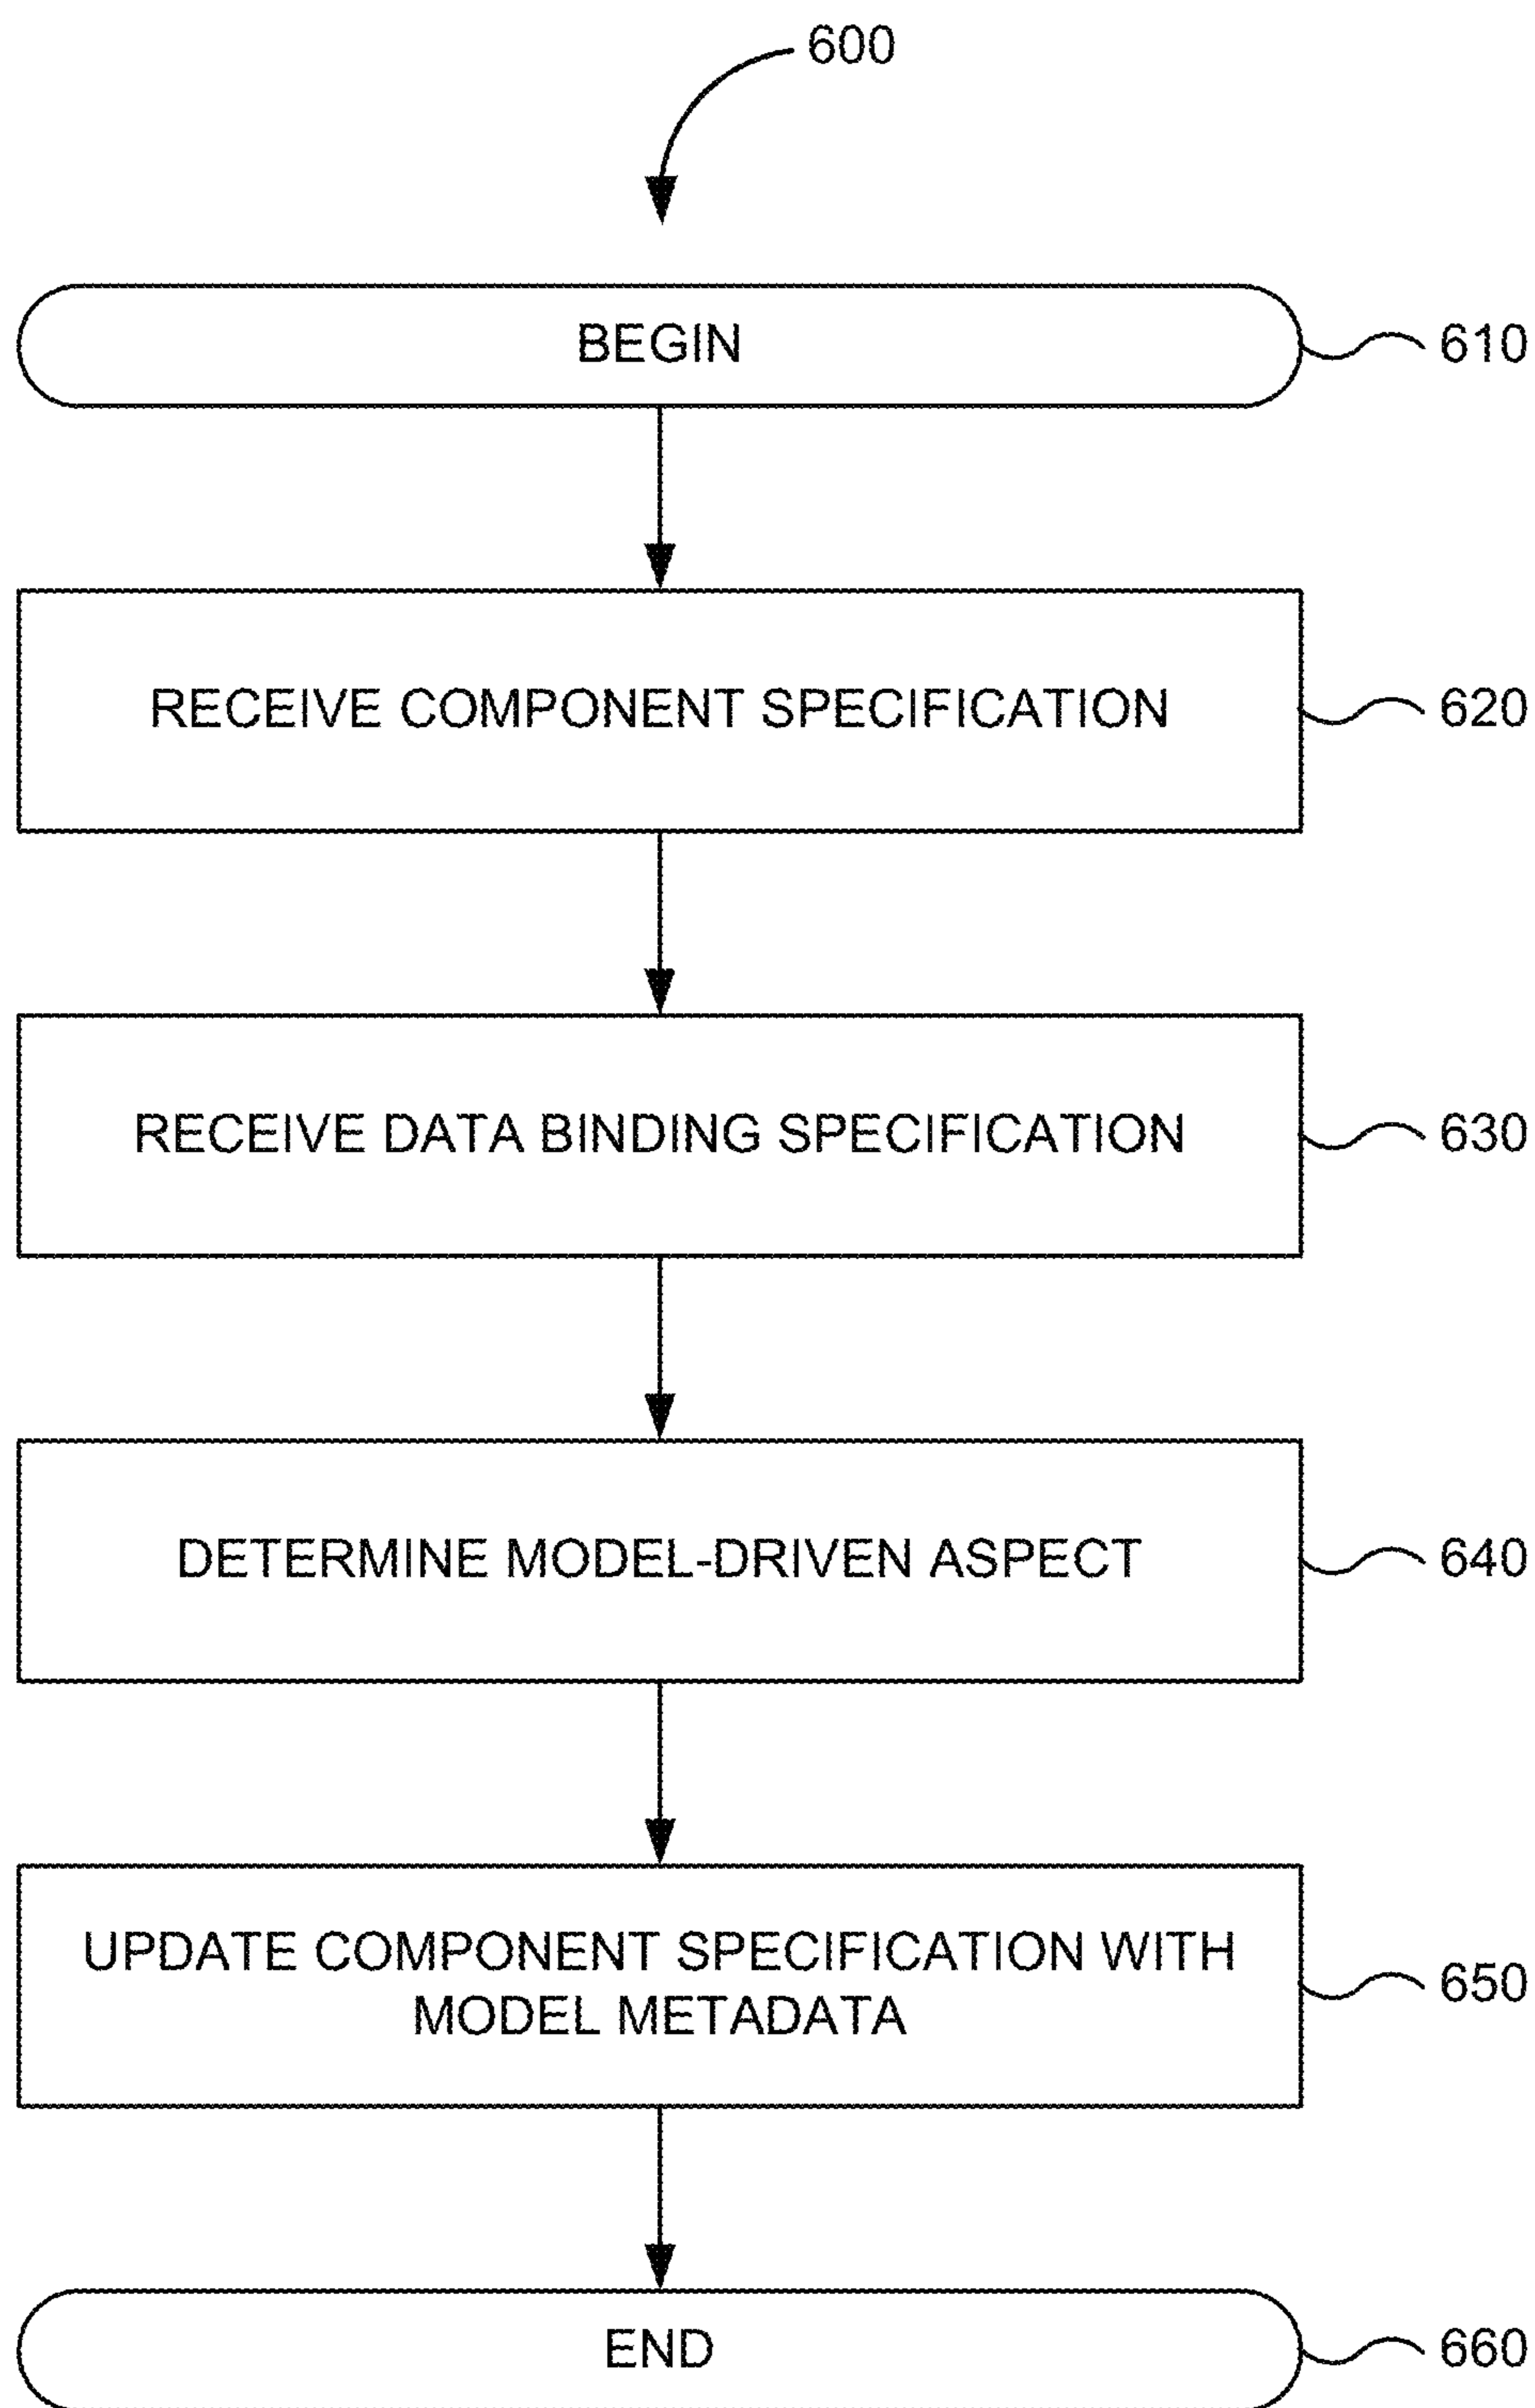 600
BEGIN
610
RECEIVE COMPONENT SPECIFICATION
620
RECEIVE DATA BINDING SPECIFICATION
630
DETERMINE MODEL-DRIVEN ASPECT
640
UPDATE COMPONENT SPECIFICATION WITH
MODEL METADATA
650
END
660